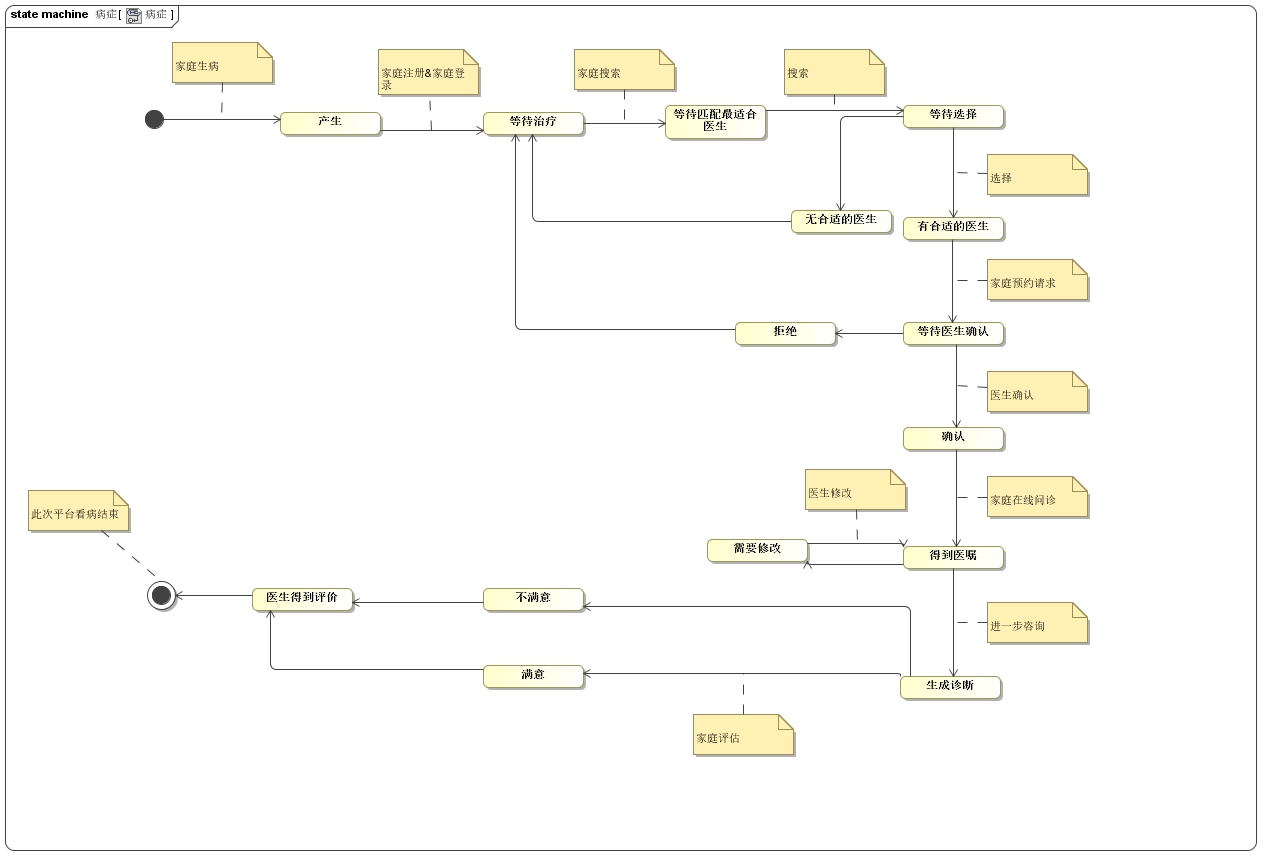 state machine 病症[ 病症 ]
家庭生病
家庭注册&家庭登
录
家庭搜索
搜索
产生
等待治疗
等待匹配最适合
医生
等待选择
选择
无合适的医生
有合适的医生
家庭预约请求
拒绝
等待医生确认
医生确认
确认
医生修改
家庭在线问诊
此次平台看病结束
需要修改
得到医嘱
医生得到评价
不满意
进一步咨询
满意
生成诊断
家庭评估